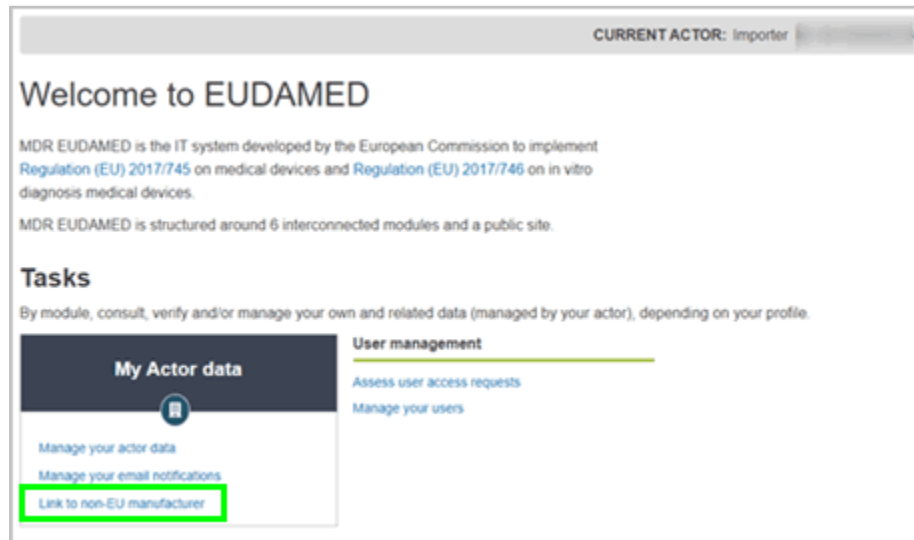 CURRENT ACTOR: Importer
Welcome to EUDAMED
MDR EUDAMED is the IT system developed by the European Commission to implement
Regulation (EU) 2017/745 on medical devices and Regulation (EU) 2017/746 on in vitro
diagnosis medical devices.
MDR EUDAMED is structured around 6 interconnected modules and a public site.
Tasks
By module, consult, verify and/or manage your own and related data (managed by your actor), depending on your profile.
My Actor data
Manage your actor data
Manage your email notifications
Link to non-EU manufacturer
User management
Assess user access requests
Manage your users